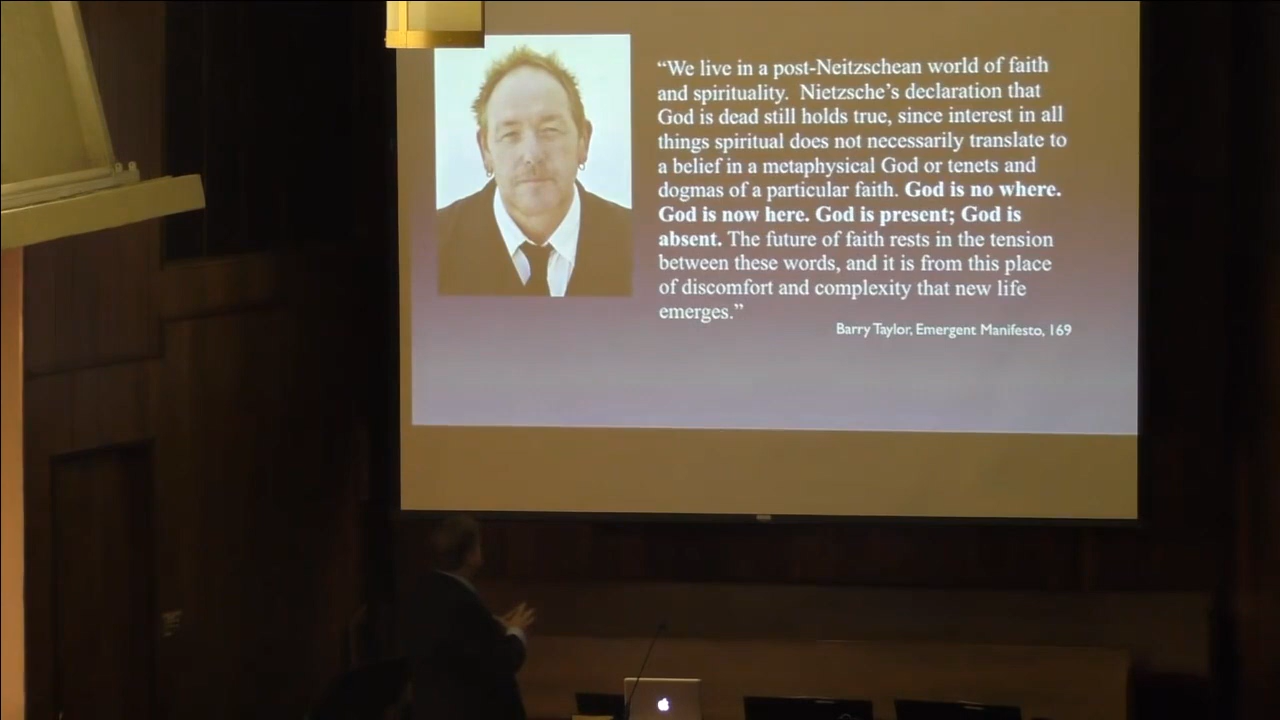 “We live in a post-Neitzschean world of faith
and spirituality. Nietzsche’s declaration that
God is dead still holds true, since interest in all
things spiritual does not necessarily translate to
a belief in a metaphysical God or tenets and
dogmas of a particular faith. God is no where.
God is now here. God is present; God is
absent. The future of faith rests in the tension
between these words, and it is from this place
of discomfort and complexity that new life
emerges.”
Barry Taylor, Emergent Manifesto, 169